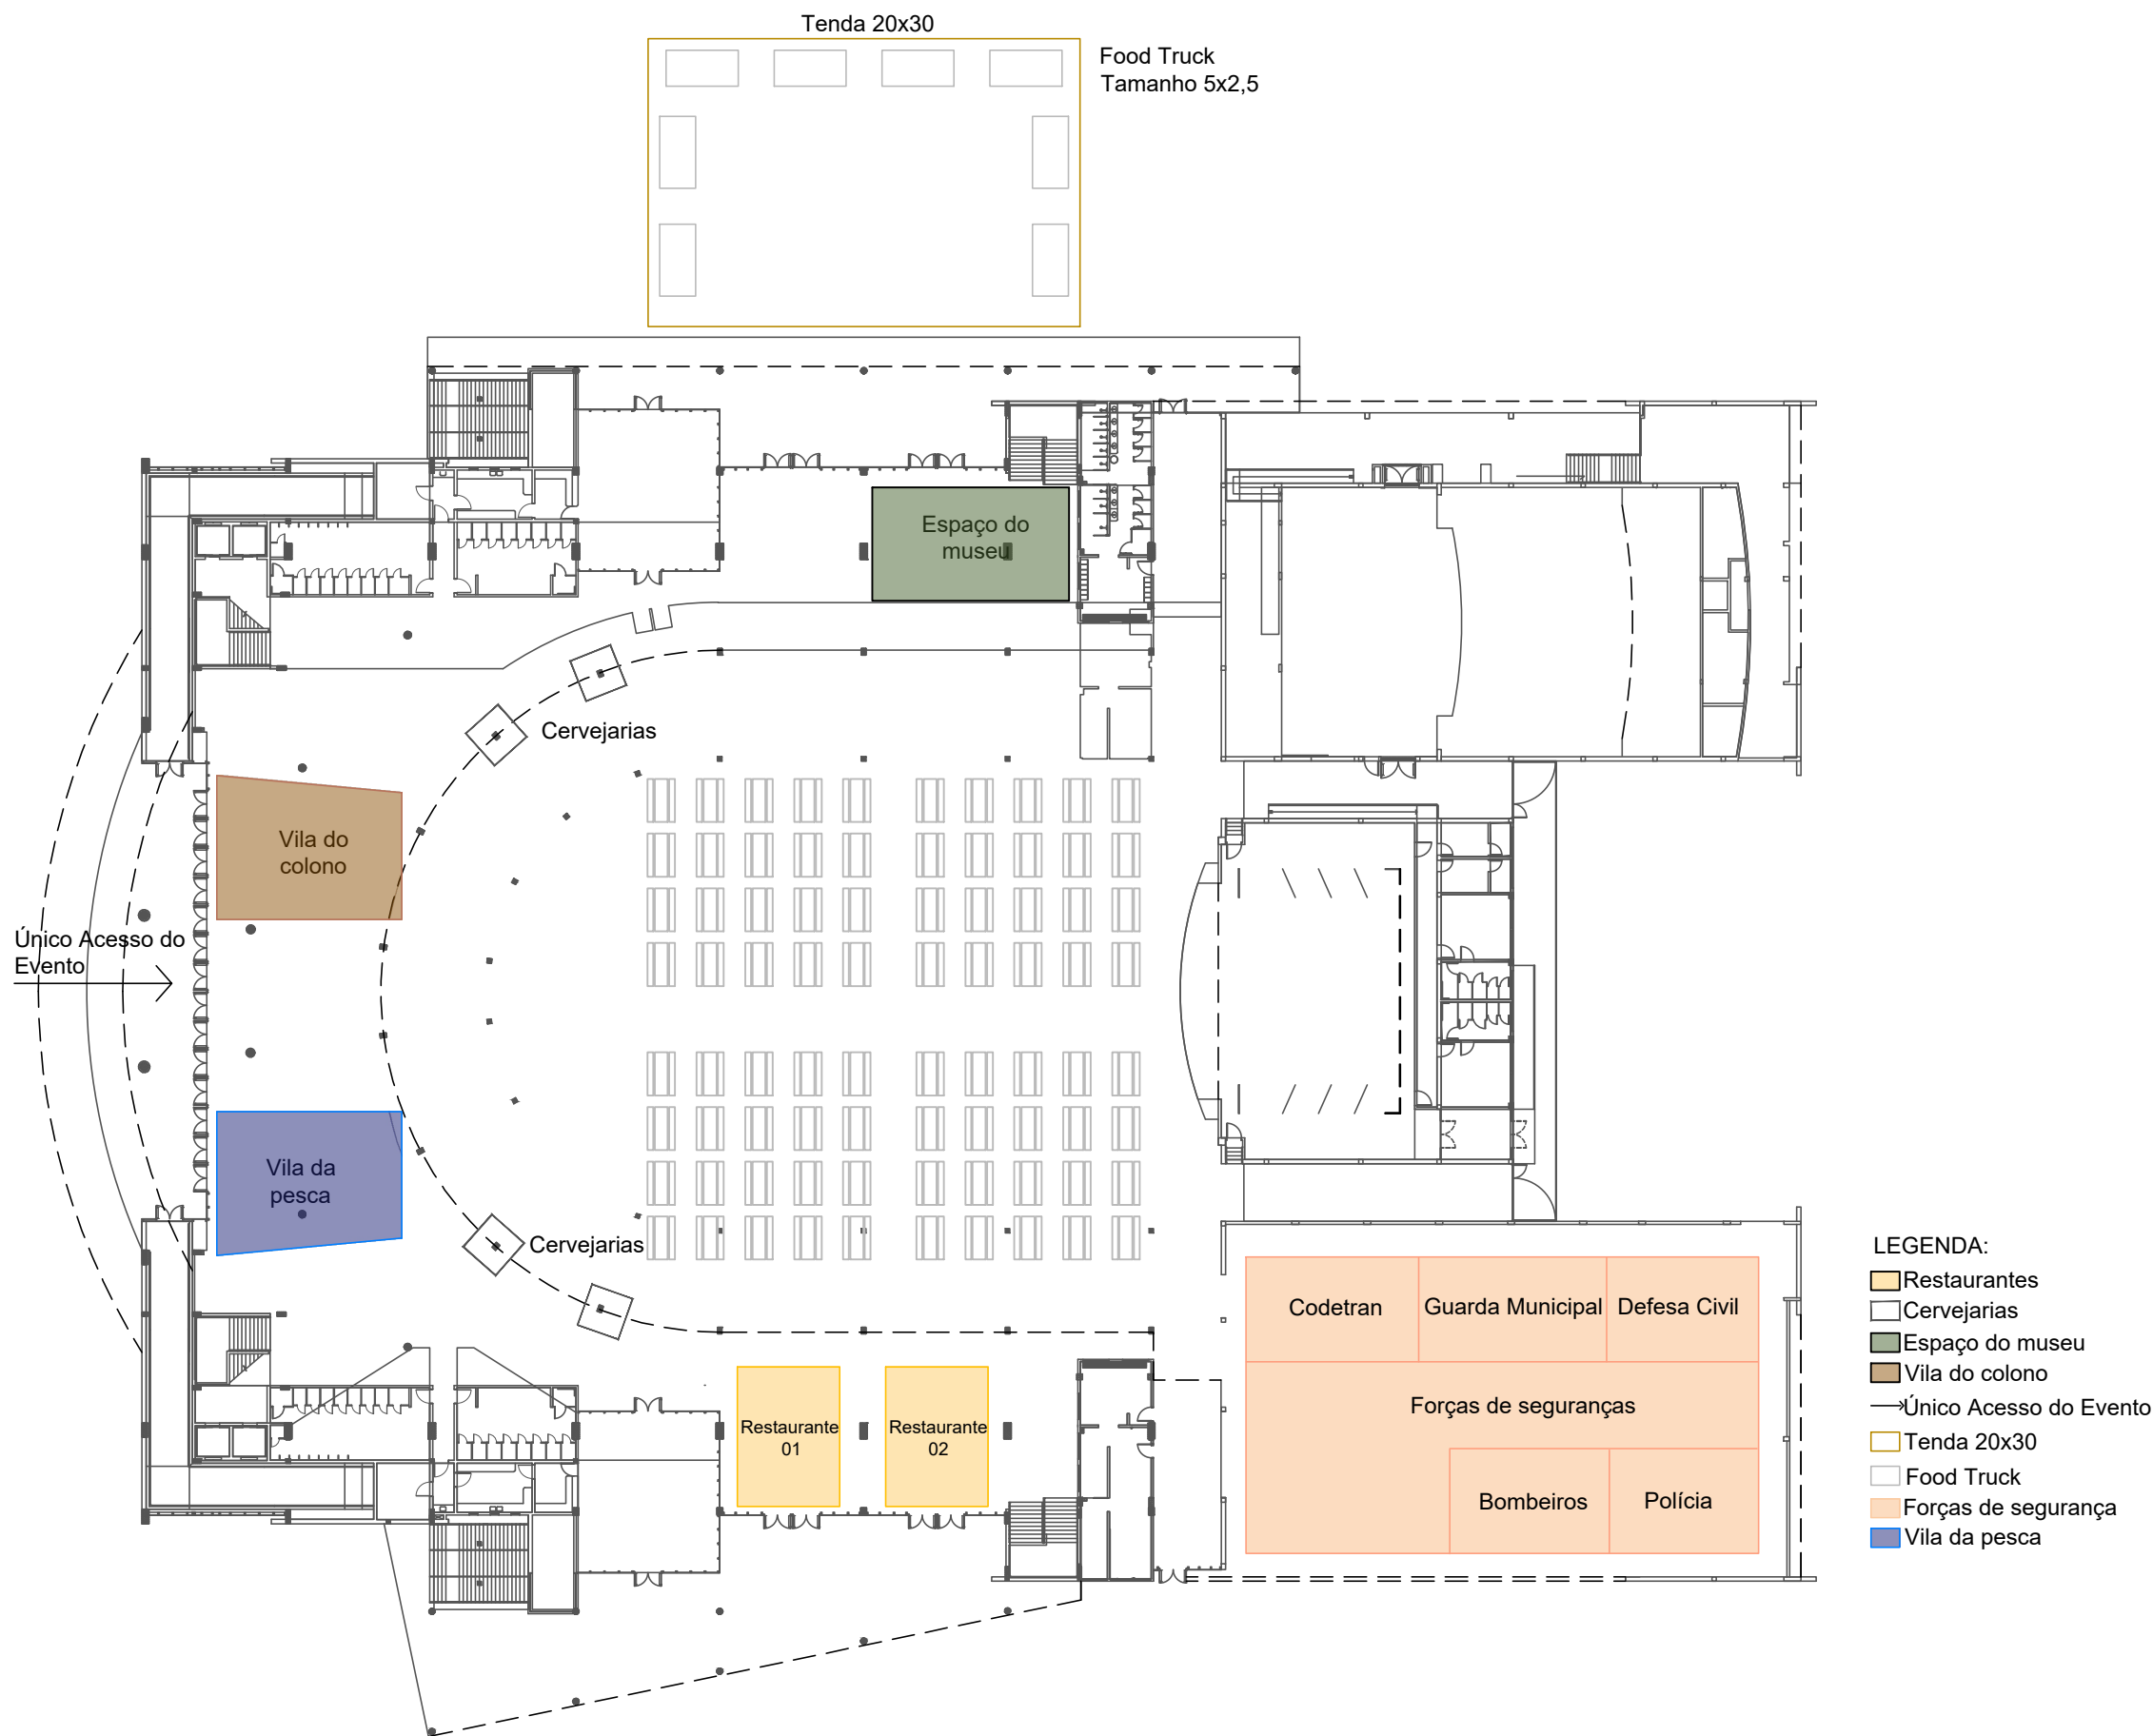 Tenda 20x30
Food Truck
Tamanho 5x2,5
Espaço do
museu
Cervejarias
Vila do
colono
Único Acesso do
Evento
Vila da
pesca
Cervejarias
Restaurante
01
Restaurante
02
Codetran
Guarda Municipal
Defesa Civil
Forças de seguranças
Bombeiros
Polícia
LEGENDA:
Restaurantes
Cervejarias
Espaço do museu
Vila do colono
Único Acesso do Evento
Tenda 20x30
Food Truck
Forças de segurança
Vila da pesca